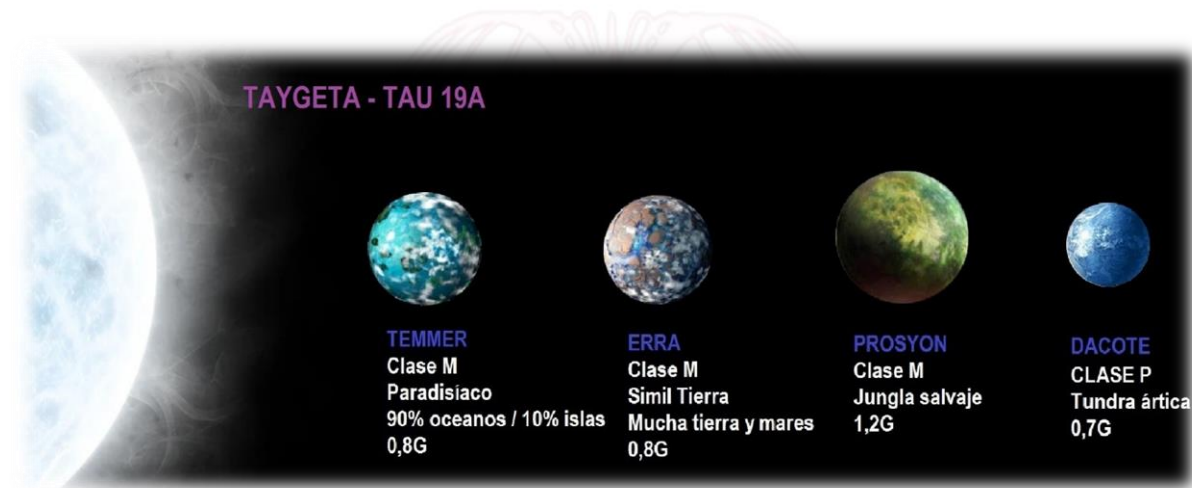 TAYGETA - TAU 19A
TEMMER
Clase M
Paradisíaco
90% oceanos / 10% islas
0,8G
ERRA
Clase M
Simil Tierra
Mucha tierra y mares
0,8G
PROSYON
Clase M
Jungla salvaje
1,2G
DACOTE
CLASE P
Tundra ártica
0,7G